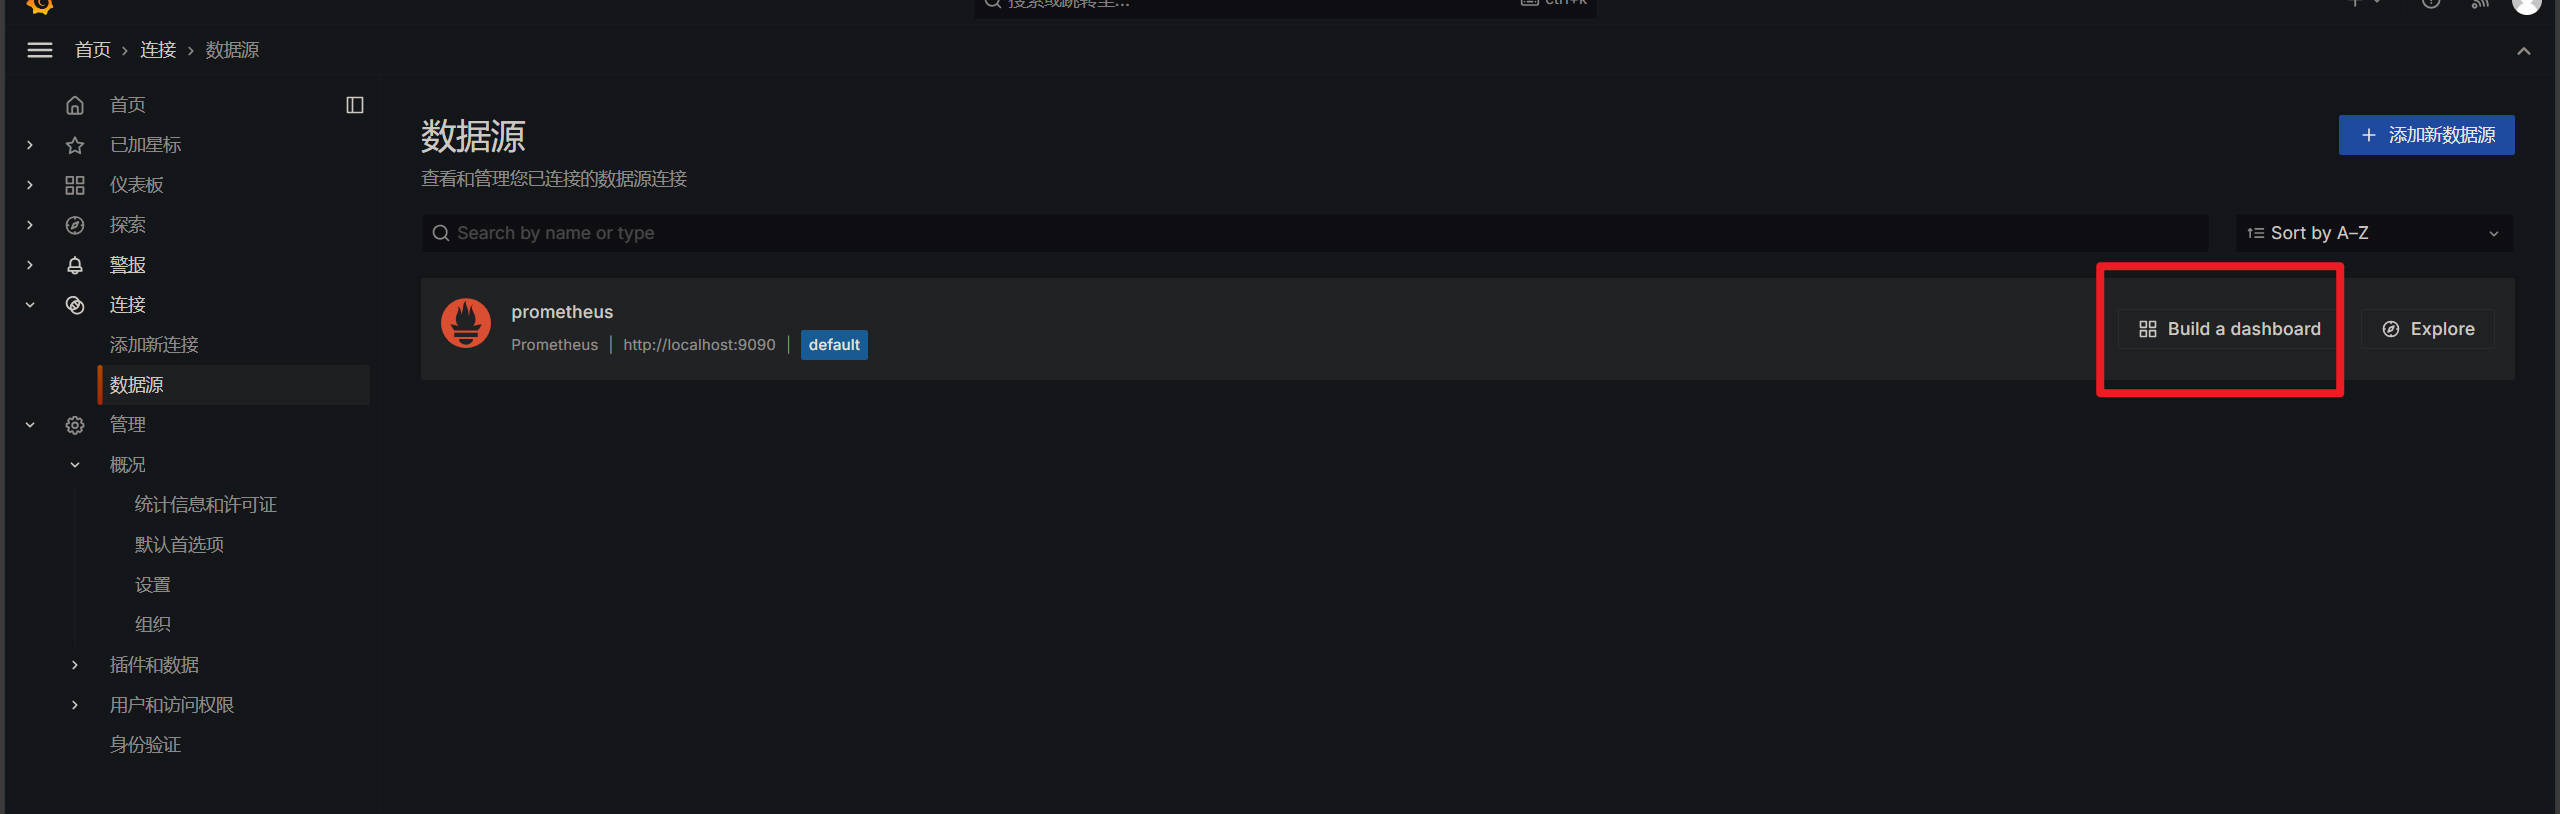 搜索或跳转至...
ctrl+k
首页 › 连接 › 数据源
首页
已加星标
仪表板
探索
警报
连接
添加新连接
数据源
管理
概况
统计信息和许可证
默认首选项
设置
组织
插件和数据
用户和访问权限
身份验证
数据源
查看和管理您已连接的数据源连接
添加新数据源
Search by name or type
Sort by A–Z
prometheus
Prometheus | http://localhost:9090 | default
Build a dashboard
Explore